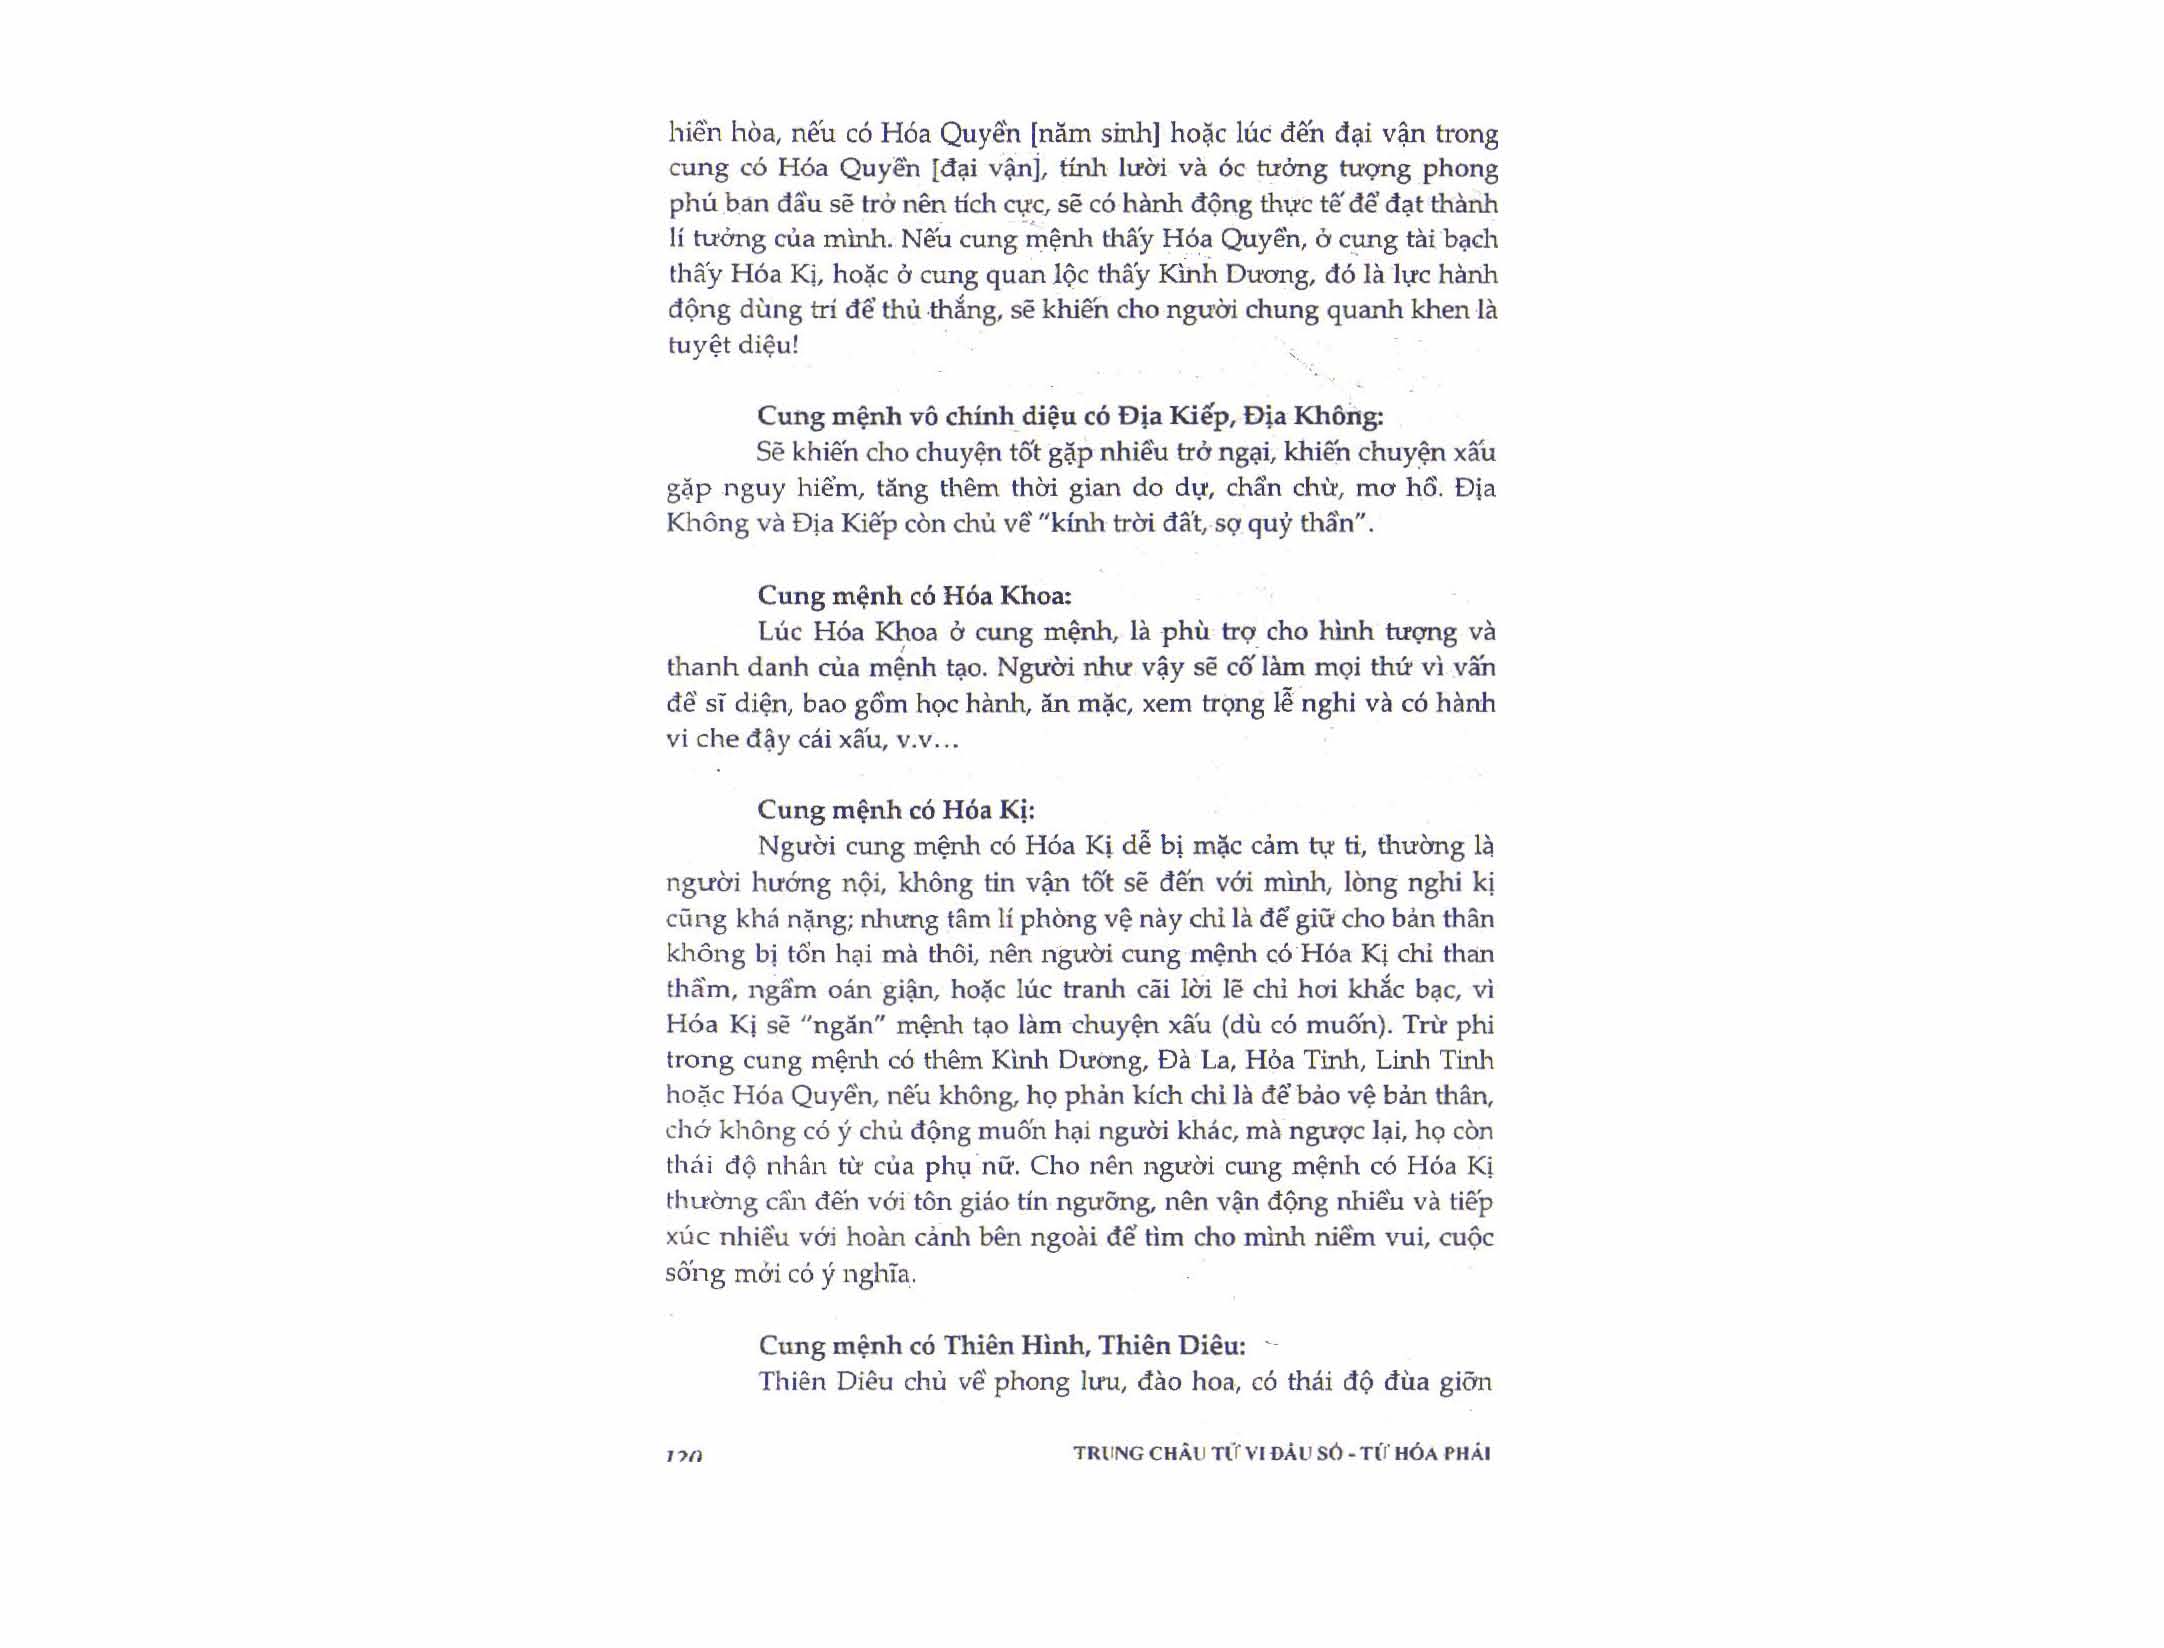 hiền hòa, nếu có Hóa Quyền [năm sinh] hoặc lúc đến đại vận trong
cung có Hóa Quyền [đại vận], tính lười và óc tưởng tượng phong
phú ban đầu sẽ trở nên tích cực, sẽ có hành động thực tế để đạt thành
lí tưởng của mình. Nếu cung mệnh thấy Hóa Quyền, ở cung tài bạch
thấy Hóa Kị, hoặc ở cung quan lộc thấy Kình Dương, đó là lực hành
động dùng trí để thủ thắng, sẽ khiến cho người chung quanh khen là
tuyệt diệu!
Cung mệnh vô chính diệu có Địa Kiếp, Địa Không:
Sẽ khiến cho chuyện tốt gặp nhiều trở ngại, khiến chuyện xấu
gặp nguy hiểm, tăng thêm thời gian do dự, chần chừ, mơ hồ. Địa
Không và Địa Kiếp còn chủ về "kính trời đất, sợ quỷ thần".
Cung mệnh có Hóa Khoa:
Lúc Hóa Khoa ở cung mệnh, là phù trợ cho hình tượng và
thanh danh của mệnh tạo. Người như vậy sẽ cố làm mọi thứ vì vấn
đề sĩ diện, bao gồm học hành, ăn mặc, xem trọng lễ nghi và có hành
vi che đậy cái xấu, v.v...
Cung mệnh có Hóa Kị:
Người cung mệnh có Hóa Kị dễ bị mặc cảm tự ti, thường là
người hướng nội, không tin vận tốt sẽ đến với mình, lòng nghi kị
cũng khá nặng; nhưng tâm lí phòng vệ này chỉ là để giữ cho bản thân
không bị tổn hại mà thôi, nên người cung mệnh có Hóa Kị chỉ than
thầm, ngầm oán giận, hoặc lúc tranh cãi lời lẽ chỉ hơi khắc bạc, vì
Hóa Kị sẽ "ngăn" mệnh tạo làm chuyện xấu (dù có muốn). Trừ phi
trong cung mệnh có thêm Kình Dương, Đà La, Hỏa Tinh, Linh Tinh
hoặc Hóa Quyền, nếu không, họ phản kích chỉ là để bảo vệ bản thân,
chớ không có ý chủ động muốn hại người khác, mà ngược lại, họ còn
thái độ nhân từ của phụ nữ. Cho nên người cung mệnh có Hóa Kị
thường cần đến với tôn giáo tín ngưỡng, nên vận động nhiều và tiếp
xúc nhiều với hoàn cảnh bên ngoài để tìm cho mình niềm vui, cuộc
sống mới có ý nghĩa.
Cung mệnh có Thiên Hình, Thiên Diêu:
Thiên Diêu chủ về phong lưu, đào hoa, có thái độ đùa giỡn
TRUNG CHÂU TỬ VI ĐẨU SỐ - TỨ HÓA PHÁI